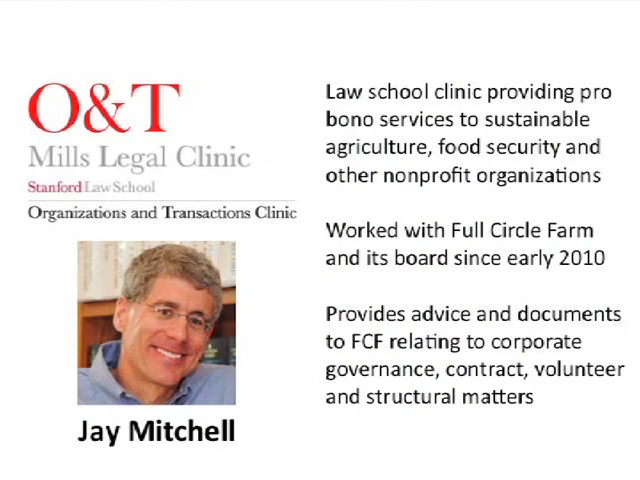 O&T
Mills Legal Clinic
Stanford Law School
Organizations and Transactions Clinic
Jay Mitchell
Law school clinic providing pro
bono services to sustainable
agriculture, food security and
other nonprofit organizations
Worked with Full Circle Farm
and its board since early 2010
Provides advice and documents
to FCF relating to corporate
governance, contract, volunteer
and structural matters